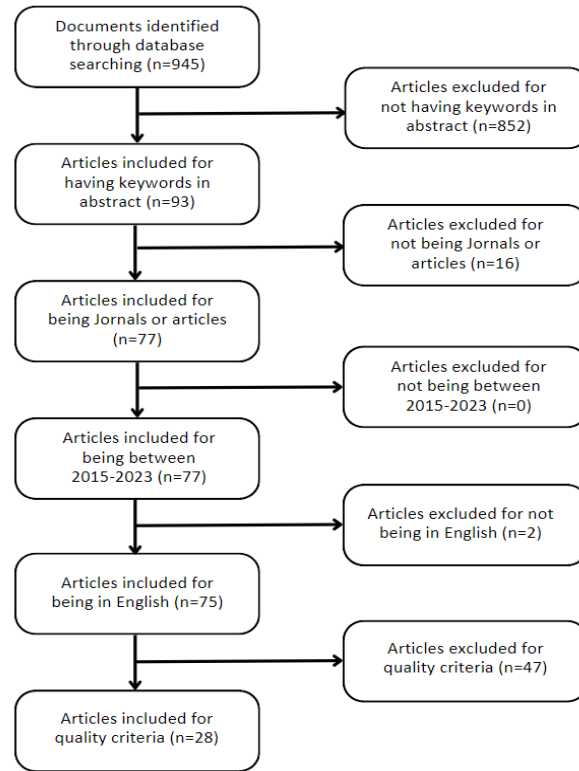 Documents identified
through database
searching (n=945)
Articles excluded for
not having keywords in
abstract (n=852)
Articles included for
having keywords in
abstract (n=93)
Articles excluded for
not being Jornals or
articles (n=16)
Articles included for
being Jornals or articles
(n=77)
Articles excluded for
not being between
2015-2023 (n=0)
Articles included for
being between
2015-2023 (n=77)
Articles excluded for not
being in English (n=2)
Articles included for
being in English (n=75)
Articles excluded for
quality criteria (n=47)
Articles included for
quality criteria (n=28)